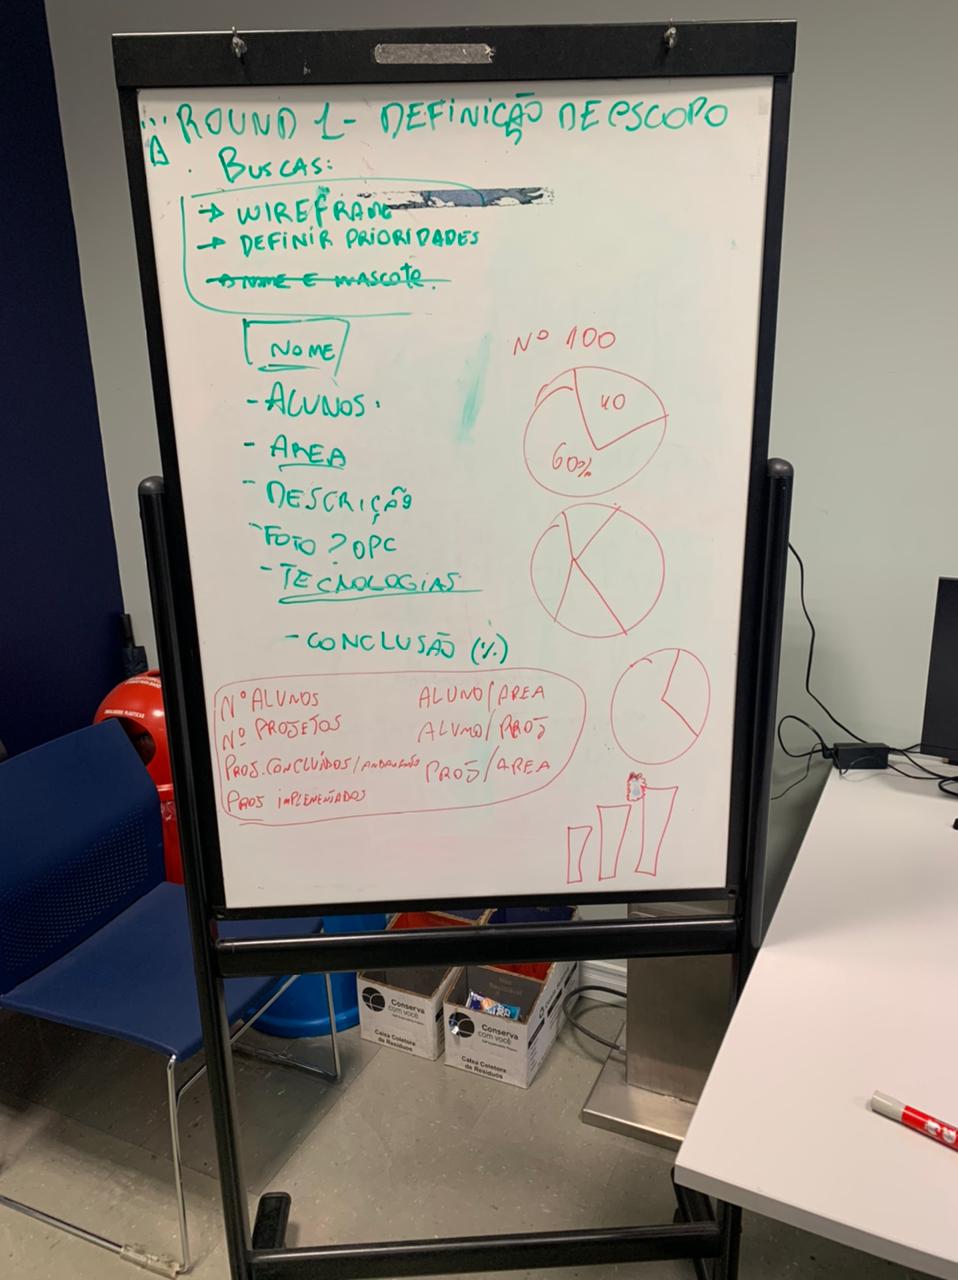 ROUND 1 - DEFINIÇÃO DE ESCOPO
BUSCAS:
→ WIREFRAME
→ DEFINIR PRIORIDADES
→ NOME E MASCOTE.
NOME
- ALUNOS.
- AREA
- DESCRIÇÃO
- FOTO ? OPC
- TECNOLOGIAS
- CONCLUSÃO (%)
Nº 100
40
60%
Nº ALUNOS
Nº PROJETOS
PROJ. CONCLUÍDOS/ANDAMENTO
PROJ IMPLEMENTADOS
ALUNO/AREA
ALUNO/PROJ
PROJ/AREA
Conserva
com você
Caixa Coletora
de Resíduos
Conserva
com você
Caixa Coletora
de Resíduos